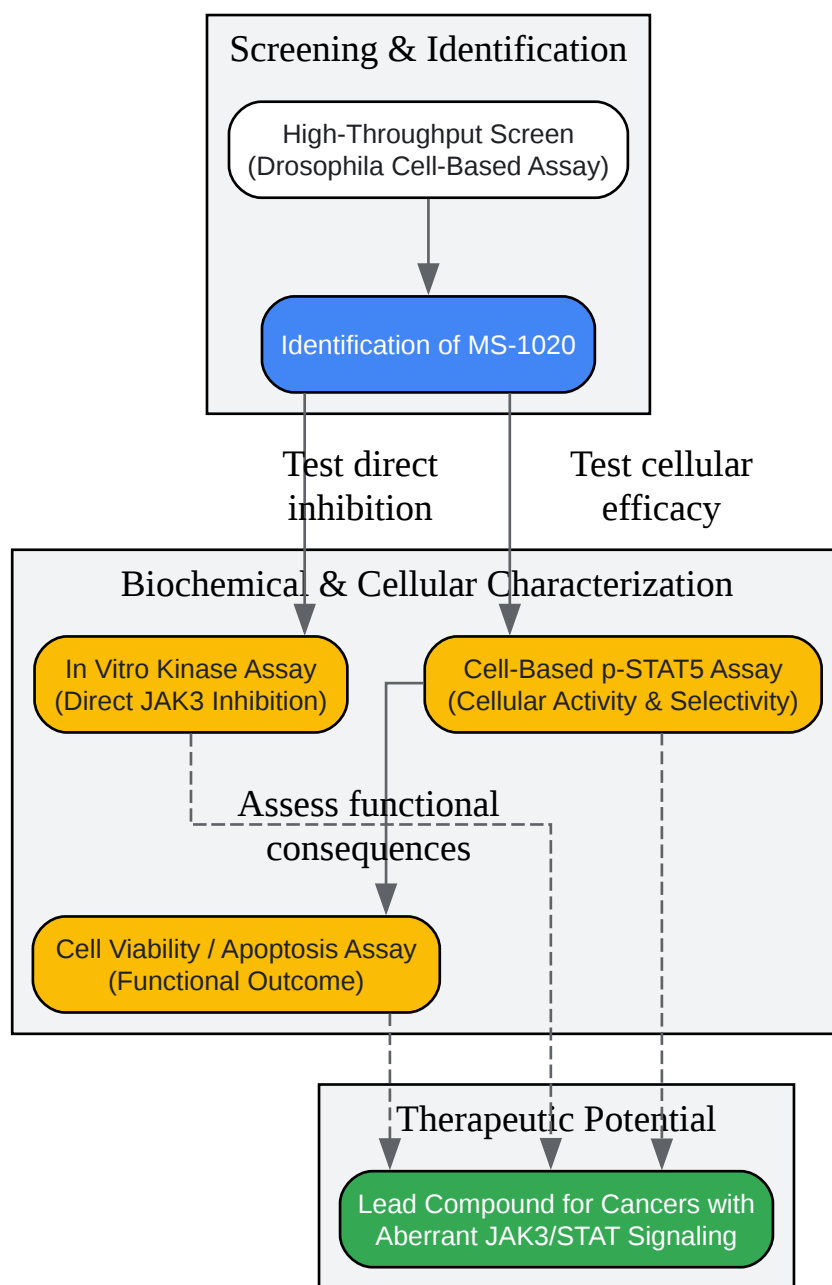 Screening & Identification
High-Throughput Screen
(Drosophila Cell-Based Assay)
Identification of MS-1020
Test direct
inhibition
Test cellular
efficacy
Biochemical & Cellular Characterization
In Vitro Kinase Assay
(Direct JAK3 Inhibition)
Cell-Based p-STAT5 Assay
(Cellular Activity & Selectivity)
Assess functional
consequences
Cell Viability / Apoptosis Assay
(Functional Outcome)
Therapeutic Potential
Lead Compound for Cancers with
Aberrant JAK3/STAT Signaling